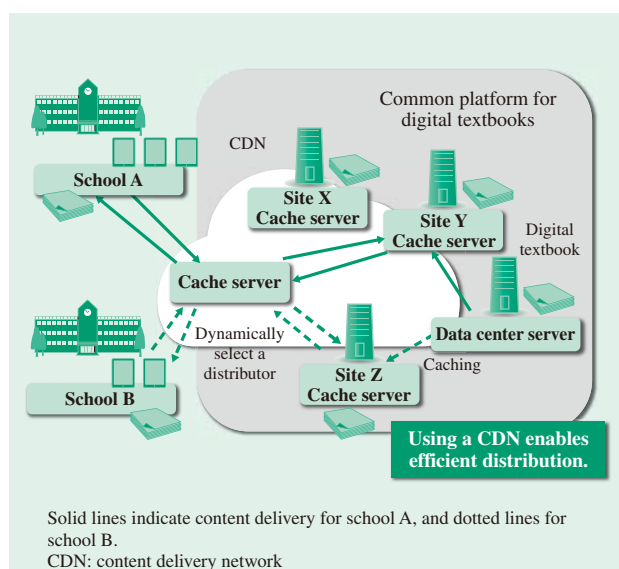 Common platform for
digital textbooks
CDN
School A
Site X
Cache server
Site Y
Cache server
Digital
textbook
Cache server
Data center server
Dynamically
select a
distributor
Caching
Site Z
Cache server
School B
Using a CDN enables
efficient distribution.
Solid lines indicate content delivery for school A, and dotted lines for
school B.
CDN: content delivery network